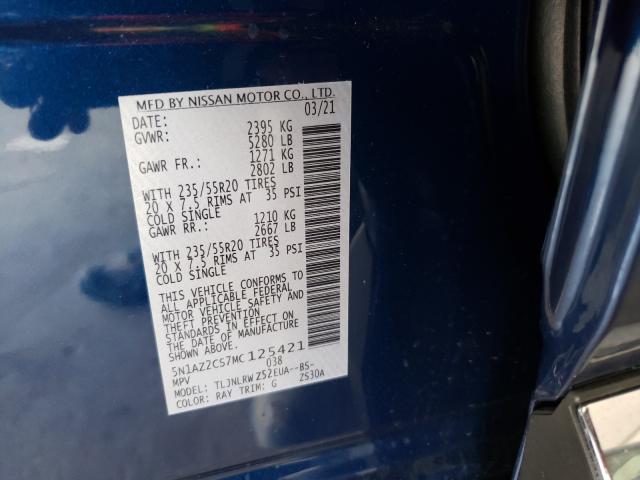 MFD BY NISSAN MOTOR CO., LTD.
DATE: 03/21
GVWR: 2395 KG
5280 LB
GAWR FR.: 1271 KG
2802 LB
WITH 235/55R20 TIRES
20 X 7.5 RIMS AT 35 PSI
COLD SINGLE
GAWR RR.: 1210 KG
2667 LB
WITH 235/55R20 TIRES
20 X 7.5 RIMS AT 35 PSI
COLD SINGLE
THIS VEHICLE CONFORMS TO
ALL APPLICABLE FEDERAL
MOTOR VEHICLE SAFETY AND
THEFT PREVENTION
STANDARDS IN EFFECT ON
THE DATE OF MANUFACTURE
5N1AZ2CS7MC125421
MPV 038
MODEL: TLJNLRWZ52EUA--BS-
COLOR: RAY TRIM: G ZS30A